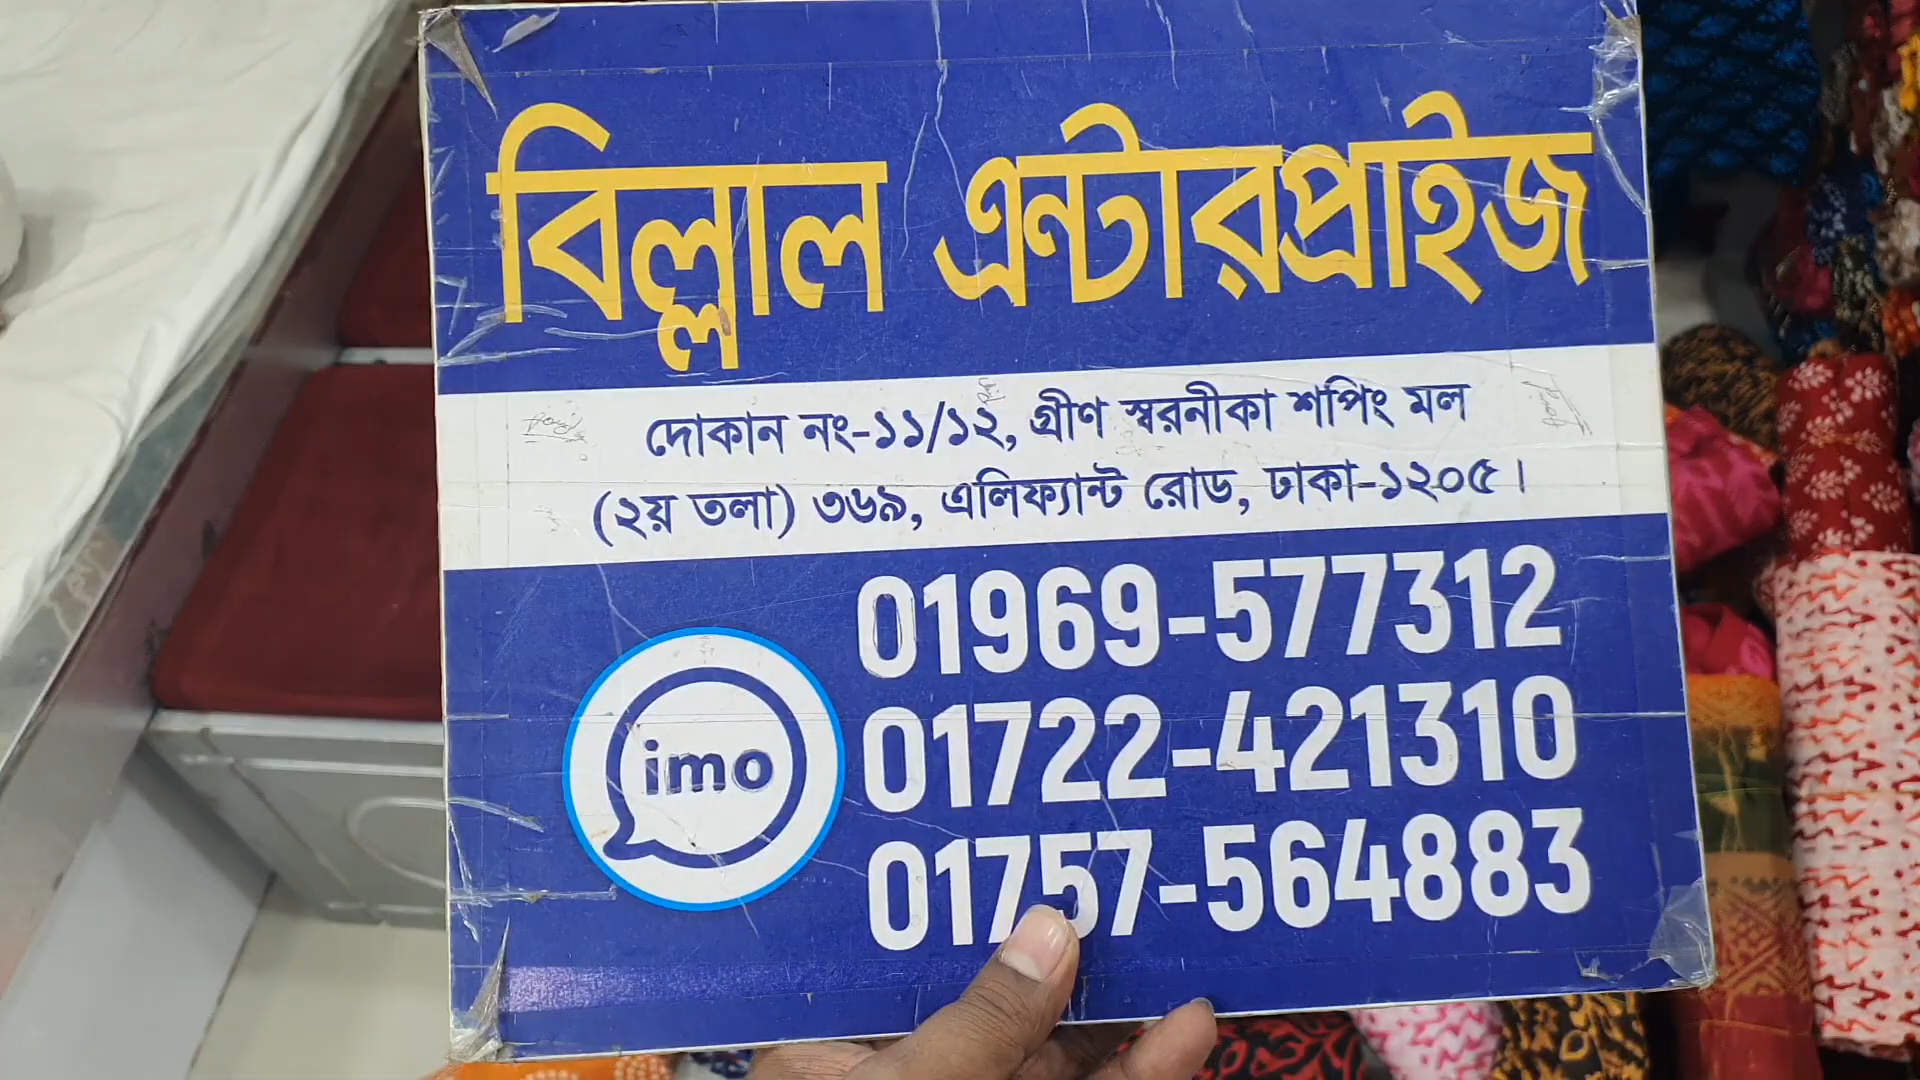 বিল্লাল এন্টারপ্রাইজ
দোকান নং-১১/১২, গ্রীণ স্বরনীকা শপিং মল
(২য় তলা) ৩৬৯, এলিফ্যান্ট রোড, ঢাকা-১২০৫।
01969-577312
imo
01722-421310
01757-564883